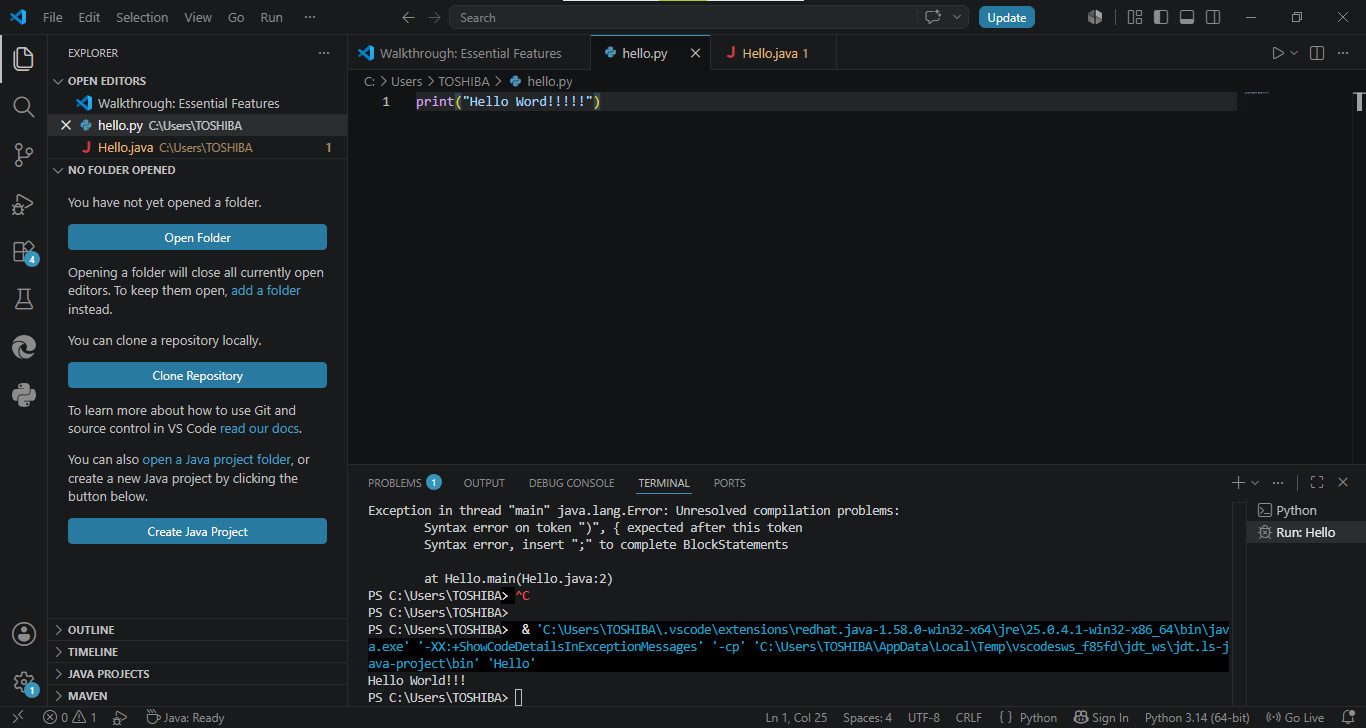 File Edit Selection View Go Run ··· Search Update
EXPLORER ···
OPEN EDITORS
Walkthrough: Essential Features
hello.py C:\Users\TOSHIBA
Hello.java C:\Users\TOSHIBA 1
NO FOLDER OPENED
You have not yet opened a folder.
Open Folder
Opening a folder will close all currently open
editors. To keep them open, add a folder
instead.
You can clone a repository locally.
Clone Repository
To learn more about how to use Git and
source control in VS Code read our docs.
You can also open a Java project folder, or
create a new Java project by clicking the
button below.
Create Java Project
OUTLINE
TIMELINE
JAVA PROJECTS
MAVEN
4
1
Walkthrough: Essential Features hello.py Hello.java 1
C: > Users > TOSHIBA > hello.py
1 print("Hello Word!!!!!")
PROBLEMS 1 OUTPUT DEBUG CONSOLE TERMINAL PORTS
Exception in thread "main" java.lang.Error: Unresolved compilation problems:
Syntax error on token ")", { expected after this token
Syntax error, insert ";" to complete BlockStatements
at Hello.main(Hello.java:2)
PS C:\Users\TOSHIBA> ^C
PS C:\Users\TOSHIBA>
PS C:\Users\TOSHIBA> & 'C:\Users\TOSHIBA\.vscode\extensions\redhat.java-1.58.0-win32-x64\jre\25.0.4.1-win32-x86_64\bin\jav
a.exe' '-XX:+ShowCodeDetailsInExceptionMessages' '-cp' 'C:\Users\TOSHIBA\AppData\Local\Temp\vscodesws_f85fd\jdt_ws\jdt.ls-j
ava-project\bin' 'Hello'
Hello World!!!
PS C:\Users\TOSHIBA>
Python
Run: Hello
0 1 Java: Ready Ln 1, Col 25 Spaces: 4 UTF-8 CRLF { } Python Sign In Python 3.14 (64-bit) Go Live